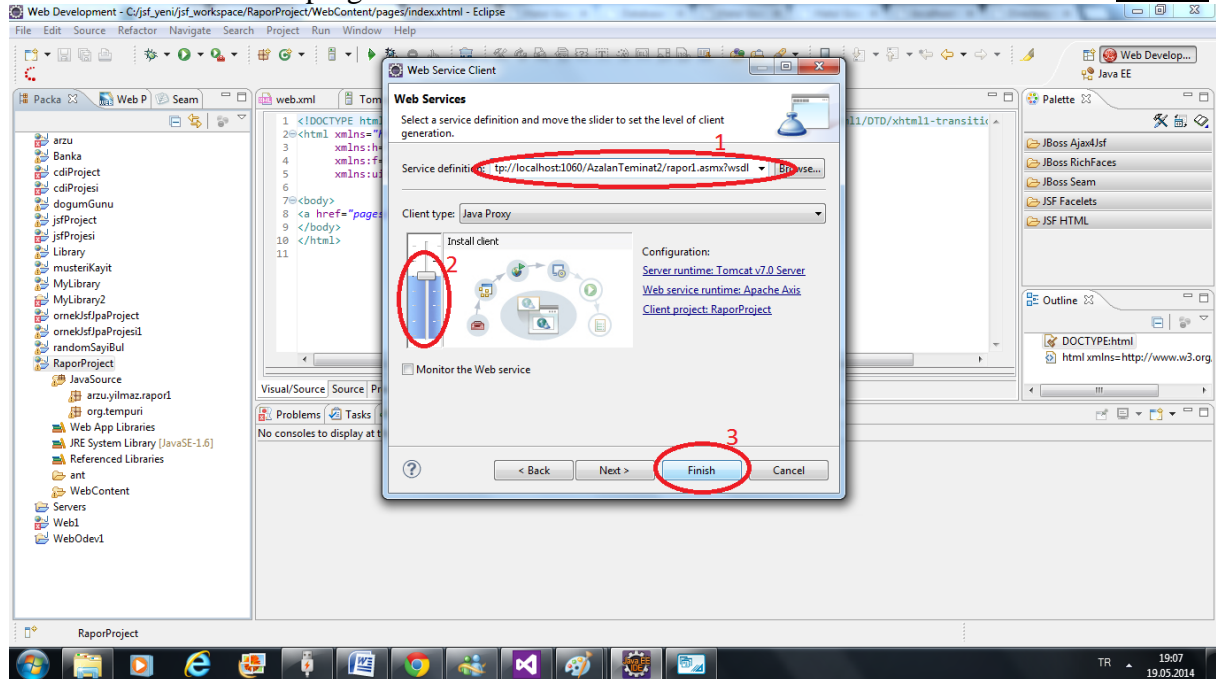 Web Development - C:/jsf_yeni/jsf_workspace/RaporProject/WebContent/pages/index.xhtml - Eclipse
File Edit Source Refactor Navigate Search Project Run Window Help
Web Develop...
Java EE
Packa
Web P
Seam
arzu
Banka
cdiProject
cdiProjesi
dogumGunu
jsfProject
jsfProjesi
Library
musteriKayit
MyLibrary
MyLibrary2
ornekJsfJpaProject
ornekJsfJpaProjesi1
randomSayiBul
RaporProject
JavaSource
arzu.yilmaz.rapor1
org.tempuri
Web App Libraries
JRE System Library [JavaSE-1.6]
Referenced Libraries
ant
WebContent
Servers
Web1
WebOdev1
web.xml
Tom
1 <!DOCTYPE html
2 <html xmlns="
3 xmlns:h=
4 xmlns:f=
5 xmlns:ui
6
7 <body>
8 <a href="pages
9 </body>
10 </html>
11
ml1/DTD/xhtml1-transitic
Visual/Source Source Pr
Problems Tasks
No consoles to display at t
Web Service Client
Web Services
Select a service definition and move the slider to set the level of client
generation.
1
Service definition: tp://localhost:1060/AzalanTeminat2/rapor1.asmx?wsdl Browse...
Client type: Java Proxy
Install client
2
Configuration:
Server runtime: Tomcat v7.0 Server
Web service runtime: Apache Axis
Client project: RaporProject
Monitor the Web service
3
? < Back Next > Finish Cancel
Palette
JBoss Ajax4Jsf
JBoss RichFaces
JBoss Seam
JSF Facelets
JSF HTML
Outline
DOCTYPE:html
html xmlns=http://www.w3.org
RaporProject
TR
19:07
19.05.2014